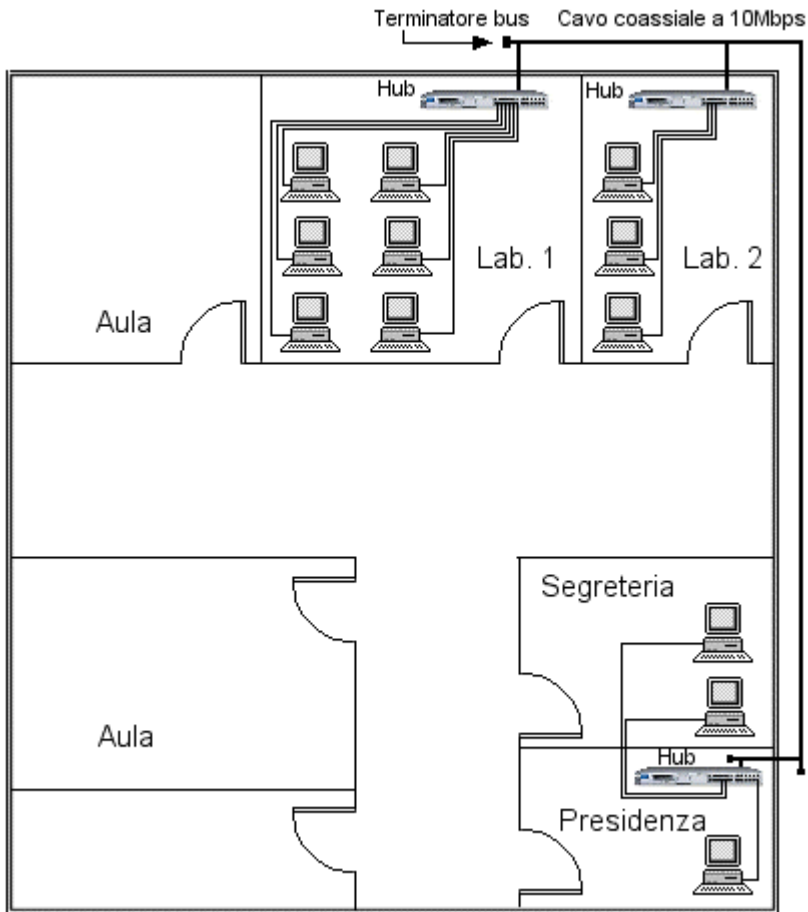 Terminatore bus
Cavo coassiale a 10Mbps
Hub
Hub
Lab. 1
Lab. 2
Aula
Segreteria
Aula
Hub
Presidenza